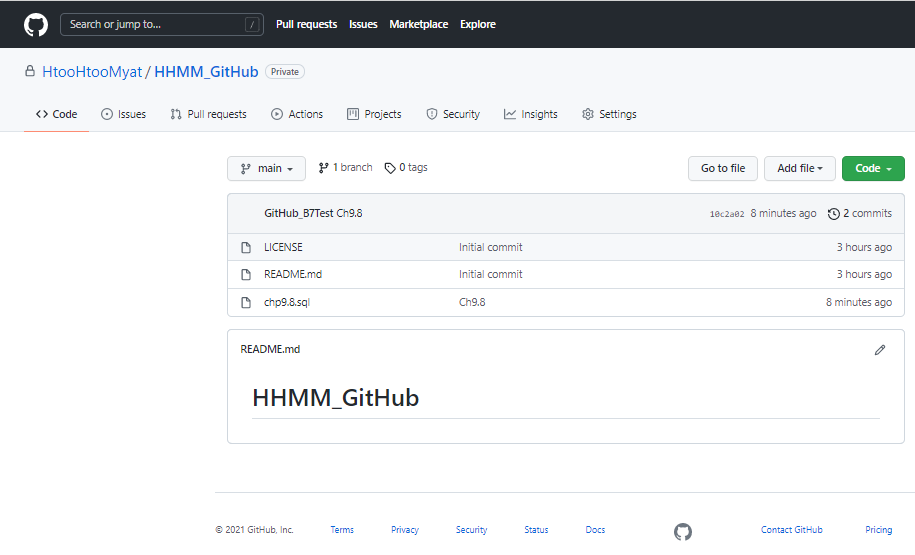 Search or jump to... / Pull requests Issues Marketplace Explore
HtooHtooMyat / HHMM_GitHub Private
Code Issues Pull requests Actions Projects Security Insights Settings
main 1 branch 0 tags Go to file Add file Code
GitHub_B7Test Ch9.8 10c2a02 8 minutes ago 2 commits
LICENSE Initial commit 3 hours ago
README.md Initial commit 3 hours ago
chp9.8.sql Ch9.8 8 minutes ago
README.md
HHMM_GitHub
© 2021 GitHub, Inc. Terms Privacy Security Status Docs Contact GitHub Pricing